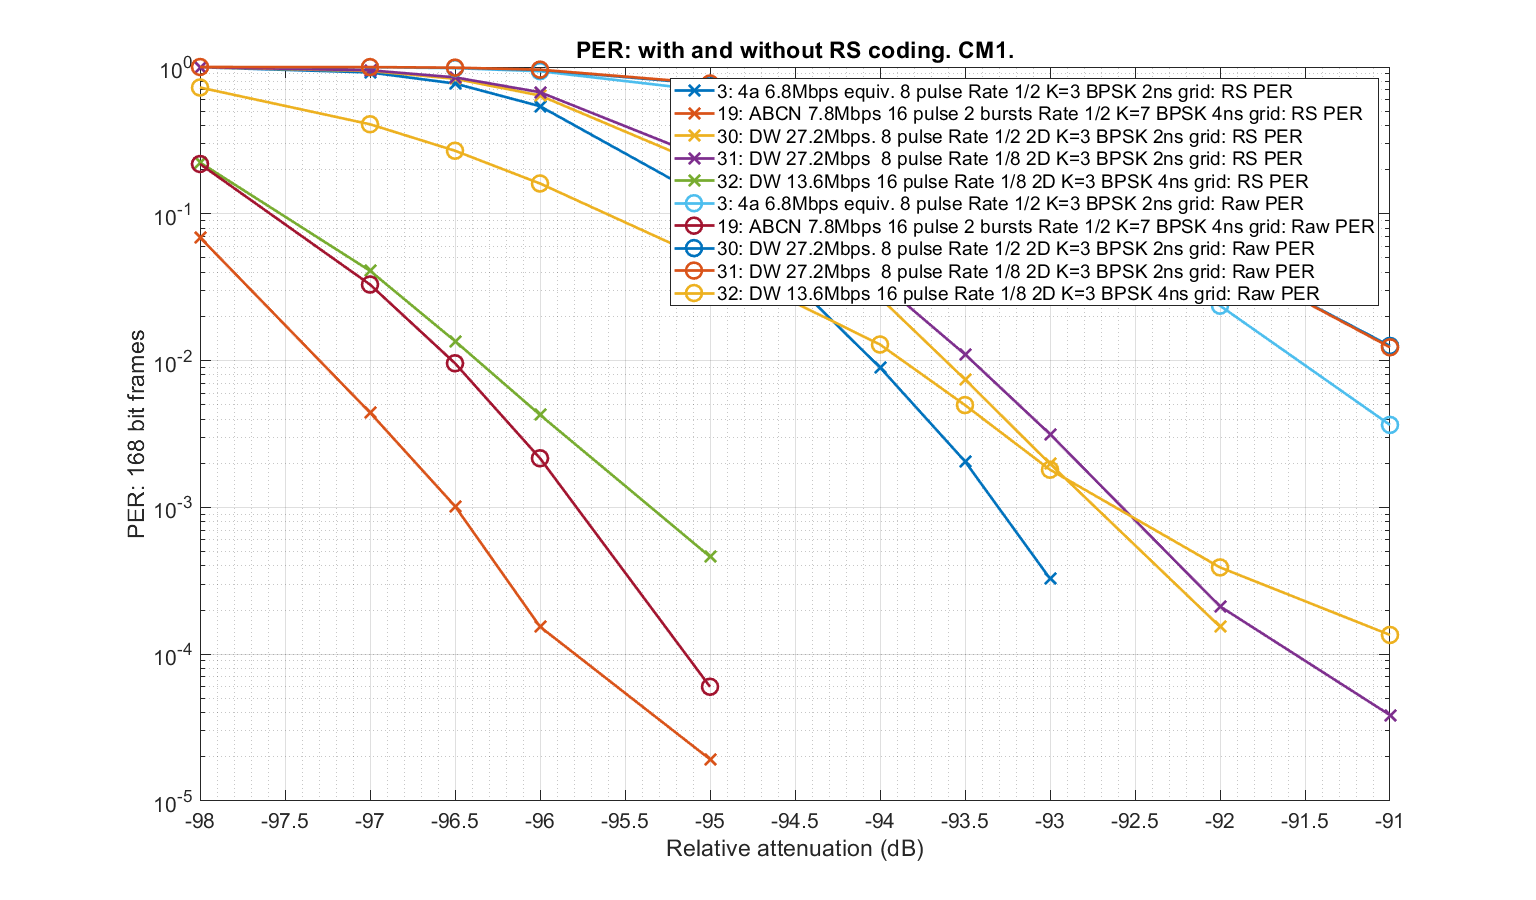 PER: with and without RS coding. CM1.
3: 4a 6.8Mbps equiv. 8 pulse Rate 1/2 K=3 BPSK 2ns grid: RS PER
19: ABCN 7.8Mbps 16 pulse 2 bursts Rate 1/2 K=7 BPSK 4ns grid: RS PER
30: DW 27.2Mbps. 8 pulse Rate 1/2 2D K=3 BPSK 2ns grid: RS PER
31: DW 27.2Mbps  8 pulse Rate 1/8 2D K=3 BPSK 2ns grid: RS PER
32: DW 13.6Mbps 16 pulse Rate 1/8 2D K=3 BPSK 4ns grid: RS PER
3: 4a 6.8Mbps equiv. 8 pulse Rate 1/2 K=3 BPSK 2ns grid: Raw PER
19: ABCN 7.8Mbps 16 pulse 2 bursts Rate 1/2 K=7 BPSK 4ns grid: Raw PER
30: DW 27.2Mbps. 8 pulse Rate 1/2 2D K=3 BPSK 2ns grid: Raw PER
31: DW 27.2Mbps  8 pulse Rate 1/8 2D K=3 BPSK 2ns grid: Raw PER
32: DW 13.6Mbps 16 pulse Rate 1/8 2D K=3 BPSK 4ns grid: Raw PER
PER: 168 bit frames
10^0
10^-1
10^-2
10^-3
10^-4
10^-5
-98 -97.5 -97 -96.5 -96 -95.5 -95 -94.5 -94 -93.5 -93 -92.5 -92 -91.5 -91
Relative attenuation (dB)